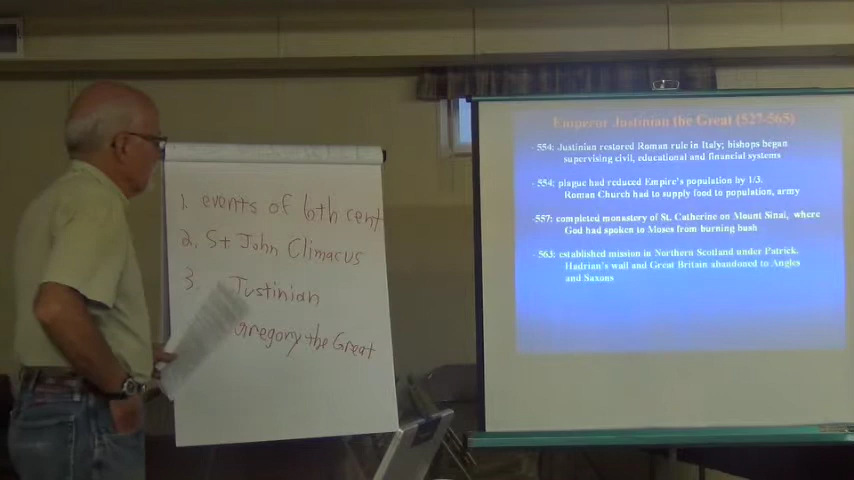 1. events of 6th cent
2. St John Climacus
3. Justinian
Gregory the Great
Emperor Justinian the Great (527-565)
- 554: Justinian restored Roman rule in Italy; bishops began
supervising civil, educational and financial systems
- 554: plague had reduced Empire's population by 1/3.
Roman Church had to supply food to population, army
- 557: completed monastery of St. Catherine on Mount Sinai, where
God had spoken to Moses from burning bush
- 563: established mission in Northern Scotland under Patrick.
Hadrian's wall and Great Britain abandoned to Angles
and Saxons